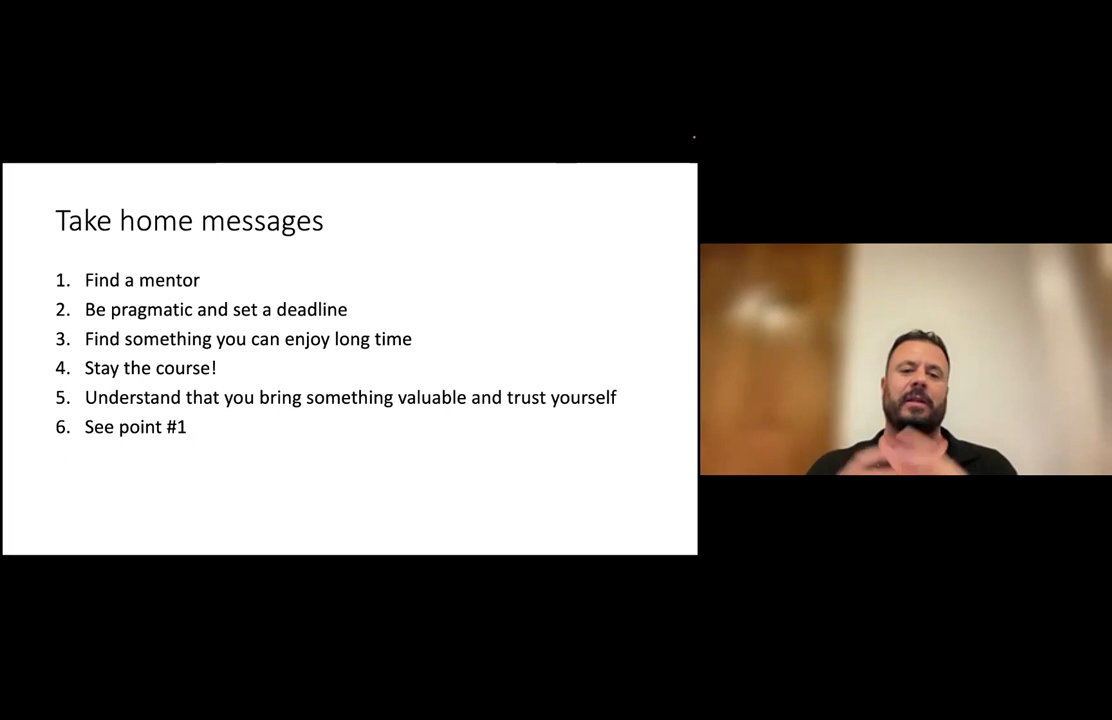 Take home messages
1. Find a mentor
2. Be pragmatic and set a deadline
3. Find something you can enjoy long time
4. Stay the course!
5. Understand that you bring something valuable and trust yourself
6. See point #1